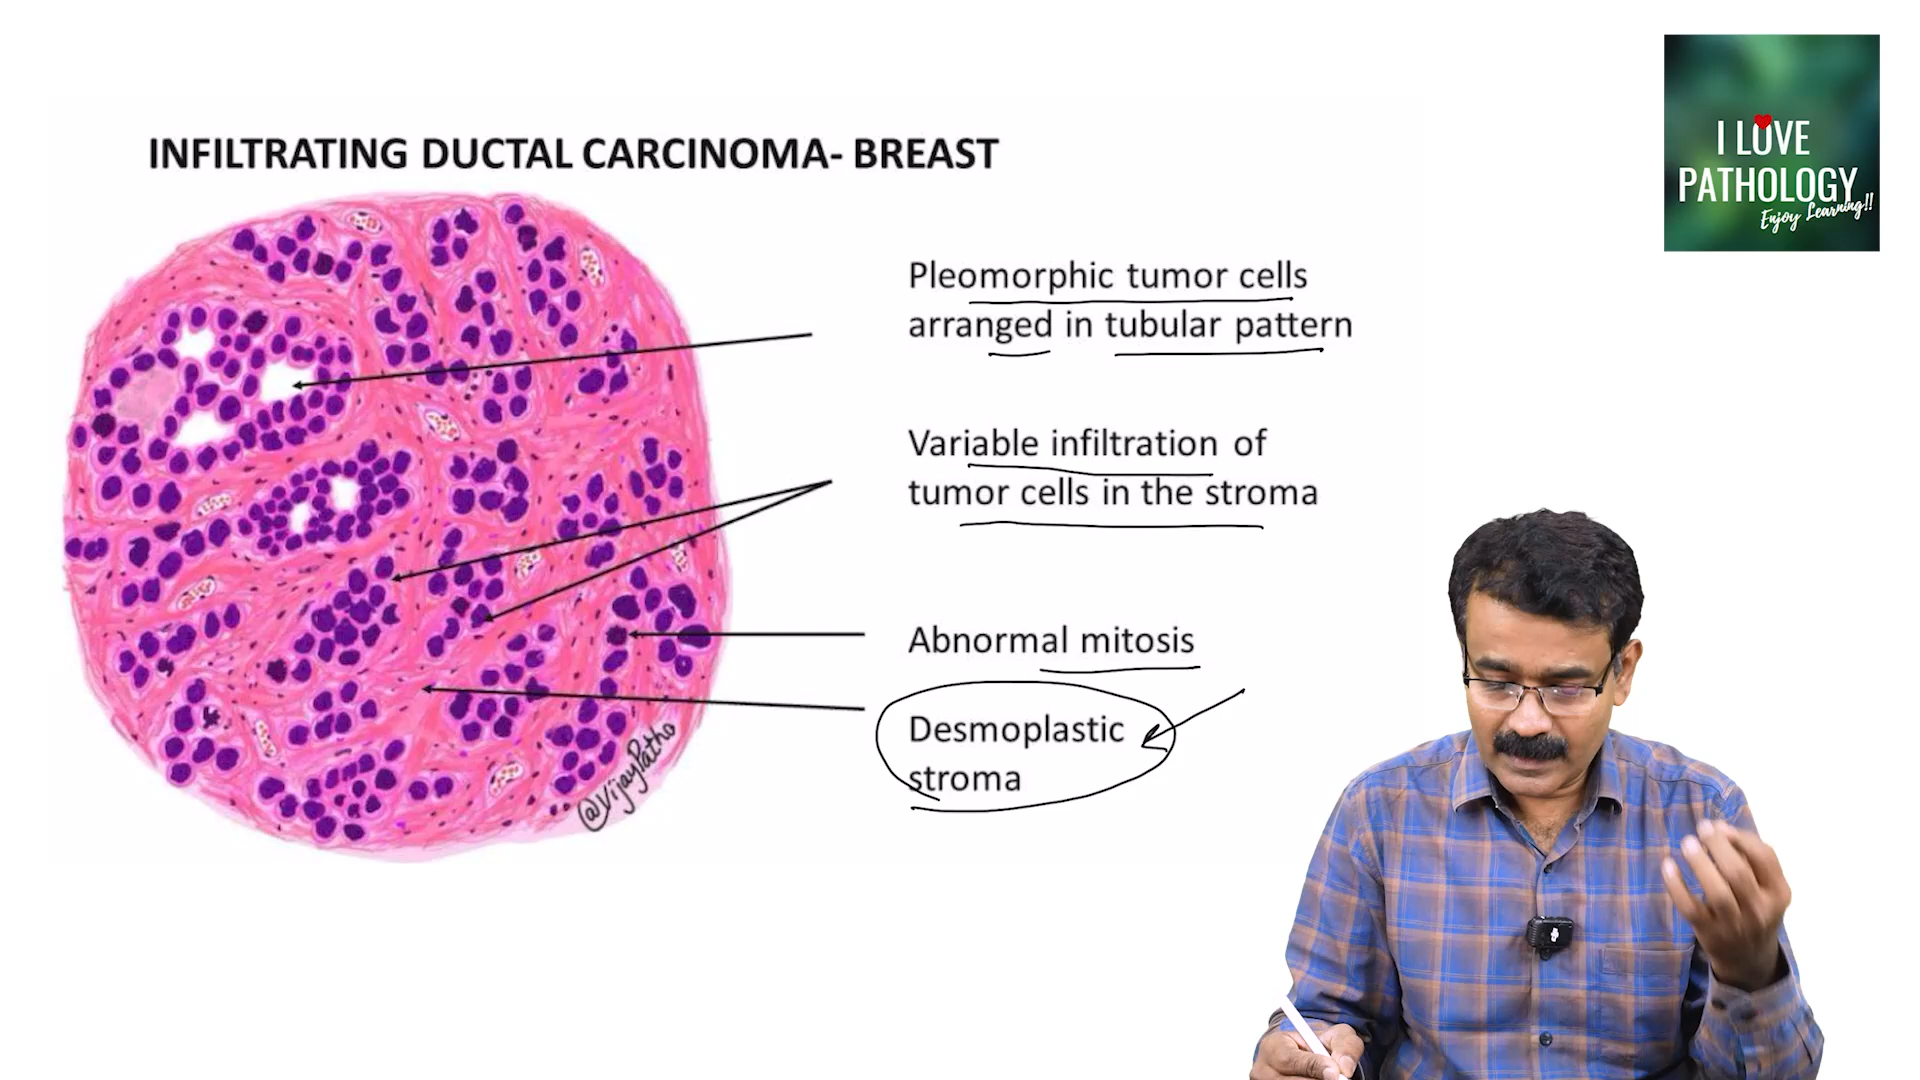 INFILTRATING DUCTAL CARCINOMA- BREAST
I LOVE
PATHOLOGY
Enjoy Learning!!
Pleomorphic tumor cells
arranged in tubular pattern
Variable infiltration of
tumor cells in the stroma
Abnormal mitosis
Desmoplastic
stroma
@VijayPatho